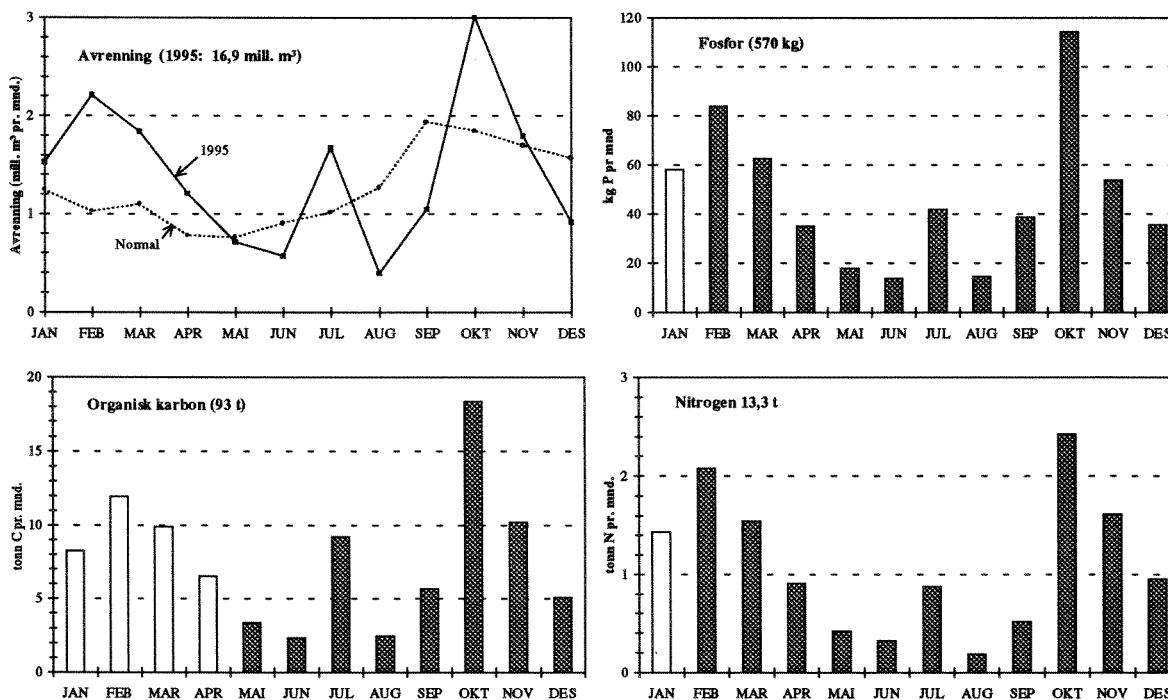 Avrenning (1995: 16,9 mill. m³)
Avrenning (mill. m³ pr. mnd.)
3
2
1
0
1995
Normal
JAN FEB MAR APR MAI JUN JUL AUG SEP OKT NOV DES
Fosfor (570 kg)
kg P pr mnd
120
100
80
60
40
20
0
JAN FEB MAR APR MAI JUN JUL AUG SEP OKT NOV DES
Organisk karbon (93 t)
tonn C pr. mnd.
20
15
10
5
0
JAN FEB MAR APR MAI JUN JUL AUG SEP OKT NOV DES
Nitrogen 13,3 t
tonn N pr. mnd.
3
2
1
0
JAN FEB MAR APR MAI JUN JUL AUG SEP OKT NOV DES